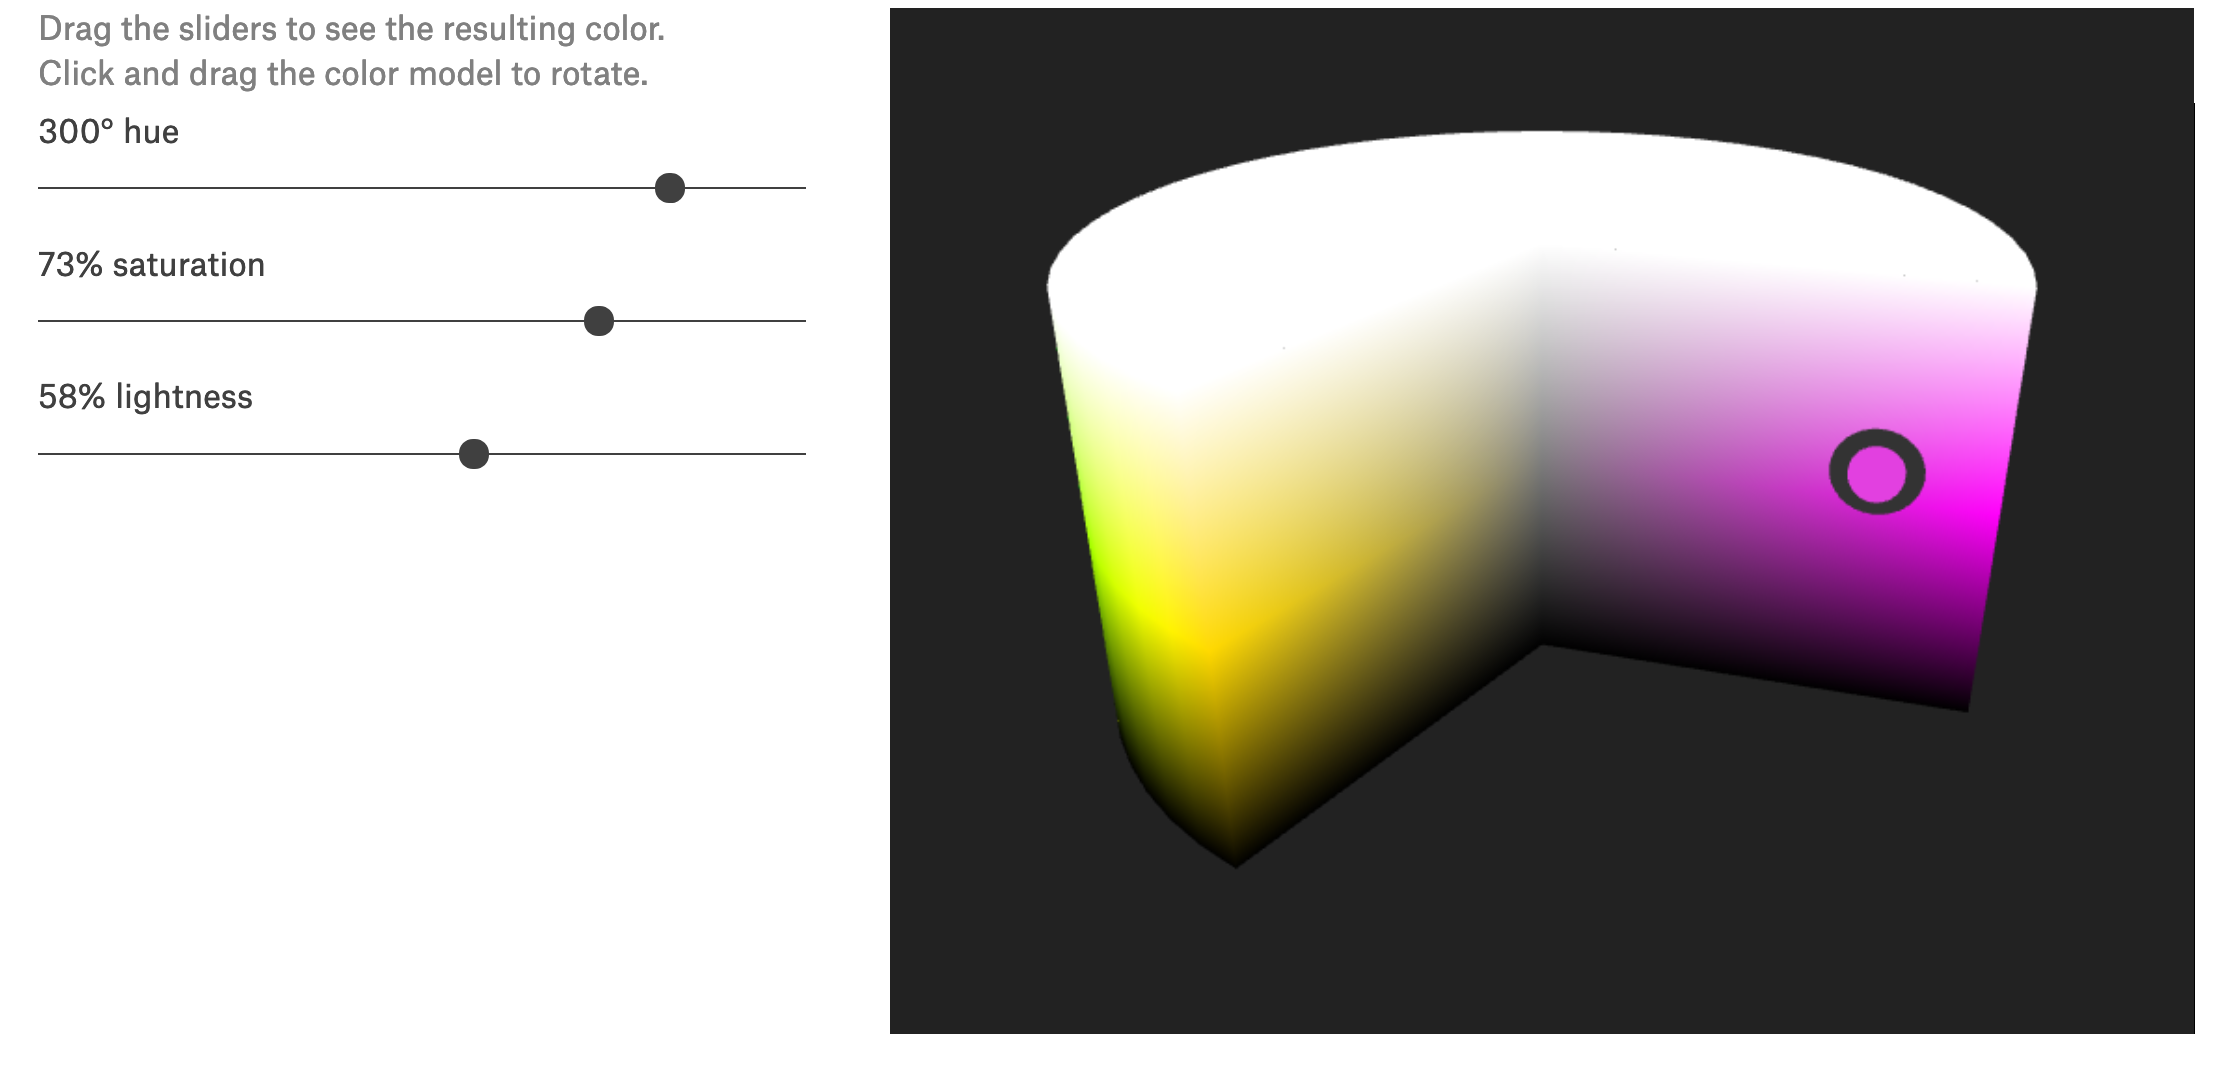 Drag the sliders to see the resulting color.
Click and drag the color model to rotate.
300° hue
73% saturation
58% lightness